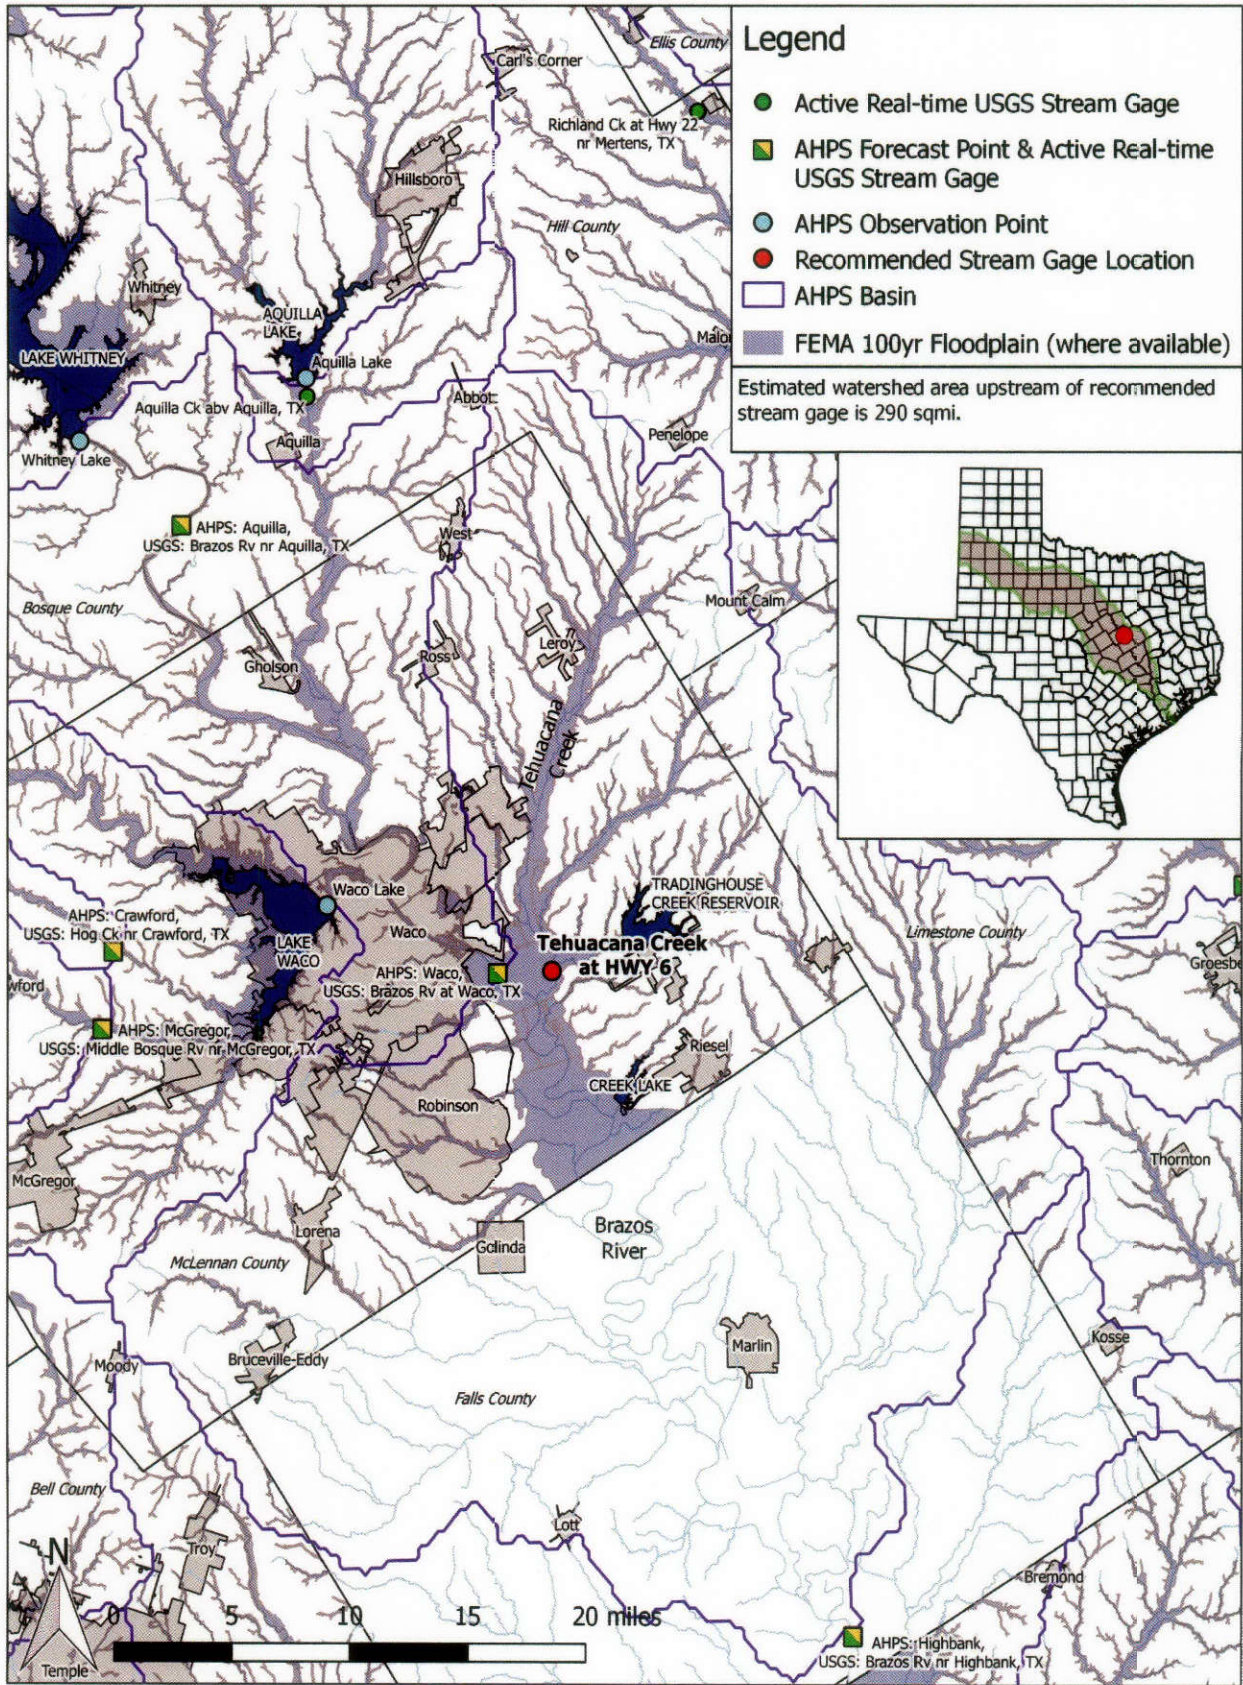 Legend
Active Real-time USGS Stream Gage
AHPS Forecast Point & Active Real-time
USGS Stream Gage
AHPS Observation Point
Recommended Stream Gage Location
AHPS Basin
FEMA 100yr Floodplain (where available)
Estimated watershed area upstream of recommended
stream gage is 290 sqmi.
Ellis County
Carl's Corner
Richland Ck at Hwy 22
nr Mertens, TX
Hillsboro
Hill County
Whitney
AQUILLA
LAKE
LAKE WHITNEY
Aquilla Lake
Aquilla Ck abv Aquilla, TX
Abbot
Aquilla
Penelope
Whitney Lake
AHPS: Aquilla,
USGS: Brazos Rv nr Aquilla, TX
West
Bosque County
Mount Calm
Leroy
Ross
Gholson
Tehuacana
Creek
Waco Lake
TRADINGHOUSE
CREEK RESERVOIR
AHPS: Crawford,
USGS: Hog Ck nr Crawford, TX
LAKE
WACO
Waco
Limestone County
Tehuacana Creek
at HWY 6
AHPS: Waco,
USGS: Brazos Rv at Waco, TX
Groesbe
wford
AHPS: McGregor,
USGS: Middle Bosque Rv nr McGregor, TX
Riesel
CREEK LAKE
Robinson
McGregor
Thornton
Lorena
Brazos
River
Golinda
McLennan County
Marlin
Kosse
Moody
Bruceville-Eddy
Falls County
Bell County
Lott
Troy
N
Bremond
0 5 10 15 20 miles
AHPS: Highbank,
USGS: Brazos Rv nr Highbank, TX
Temple